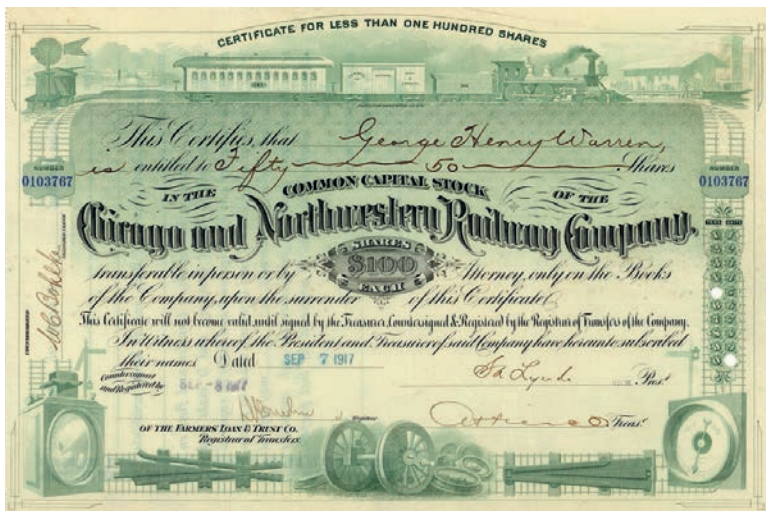 CERTIFICATE FOR LESS THAN ONE HUNDRED SHARES
This Certifies, that George Henry Warren,
is entitled to Fifty 50 Shares
NUMBER
0103767
NUMBER
0103767
IN THE COMMON CAPITAL STOCK OF THE
Chicago and Northwestern Railway Company,
SHARES
$100
EACH
transferable in person or by Attorney, only on the Books
of the Company, upon the surrender of this Certificate
This Certificate will not become valid until signed by the Treasurer, Countersigned & Registered by the Registrar of Transfers of the Company.
In Witness whereof the President and Treasurer of said Company have hereunto subscribed
their names Dated SEP 7 1917
Countersigned
and Registered by
SEP -8 1917
Lynde Pres.t
Registrar
Treas.r
OF THE FARMERS LOAN & TRUST CO.
Registrar of Transfers.
COUNTERSIGNED